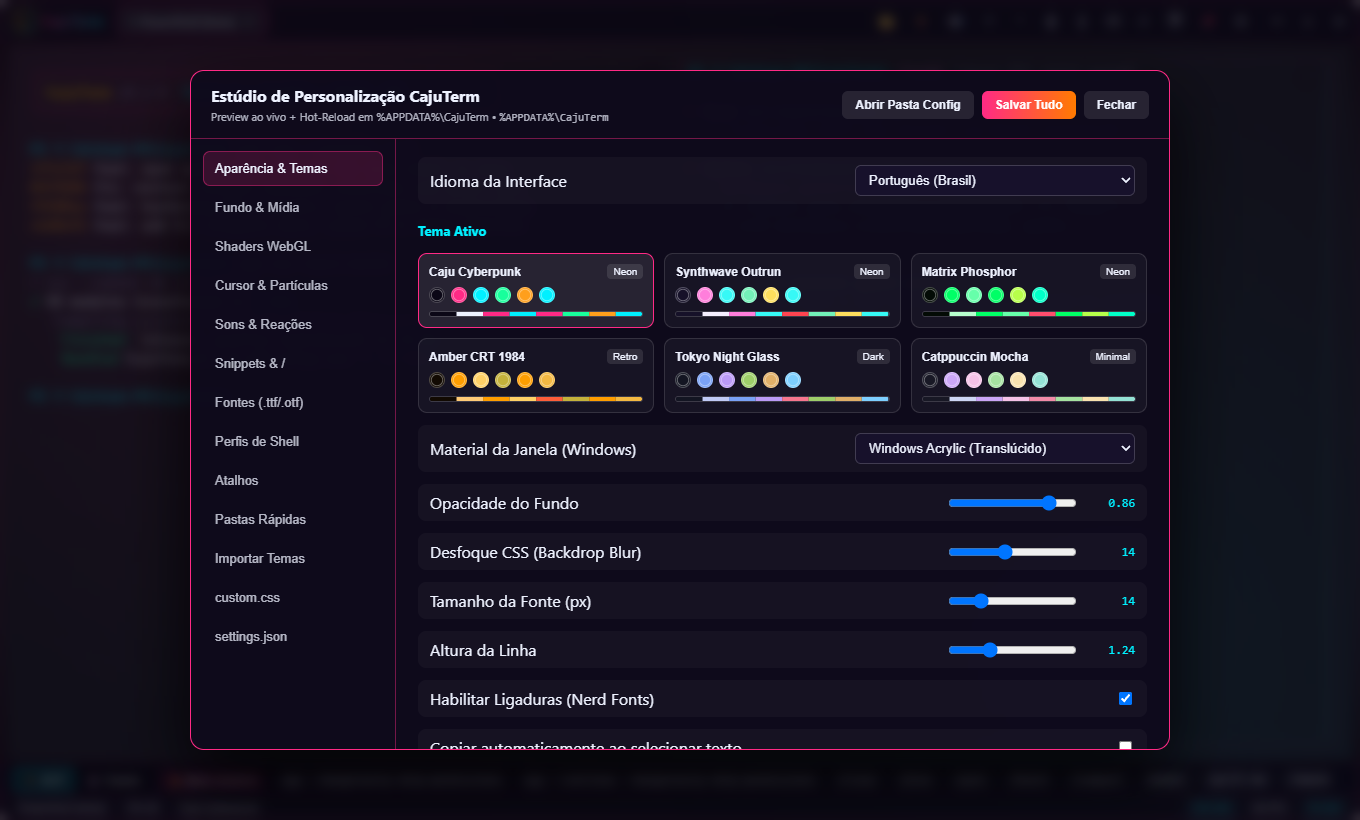 Estúdio de Personalização CajuTerm
Preview ao vivo + Hot-Reload em %APPDATA%\CajuTerm • %APPDATA%\CajuTerm
Abrir Pasta Config
Salvar Tudo
Fechar
Aparência & Temas
Fundo & Mídia
Shaders WebGL
Cursor & Partículas
Sons & Reações
Snippets & /
Fontes (.ttf/.otf)
Perfis de Shell
Atalhos
Pastas Rápidas
Importar Temas
custom.css
settings.json
Idioma da Interface
Português (Brasil)
Tema Ativo
Caju Cyberpunk
Neon
Synthwave Outrun
Neon
Matrix Phosphor
Neon
Amber CRT 1984
Retro
Tokyo Night Glass
Dark
Catppuccin Mocha
Minimal
Material da Janela (Windows)
Windows Acrylic (Translúcido)
Opacidade do Fundo
0.86
Desfoque CSS (Backdrop Blur)
14
Tamanho da Fonte (px)
14
Altura da Linha
1.24
Habilitar Ligaduras (Nerd Fonts)
Copiar automaticamente ao selecionar texto